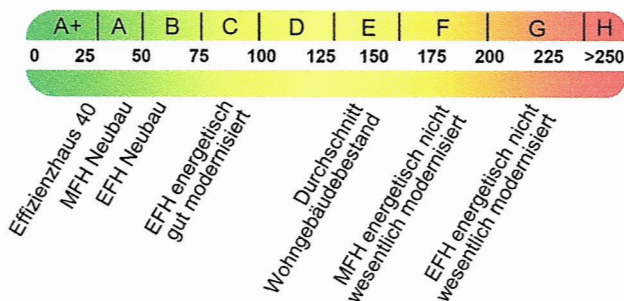 A+ A B C D E F G H
0 25 50 75 100 125 150 175 200 225 >250
Effizienzhaus 40
MFH Neubau
EFH Neubau
EFH energetisch
gut modernisiert
Durchschnitt
Wohngebäudebestand
MFH energetisch nicht
wesentlich modernisiert
EFH energetisch nicht
wesentlich modernisiert